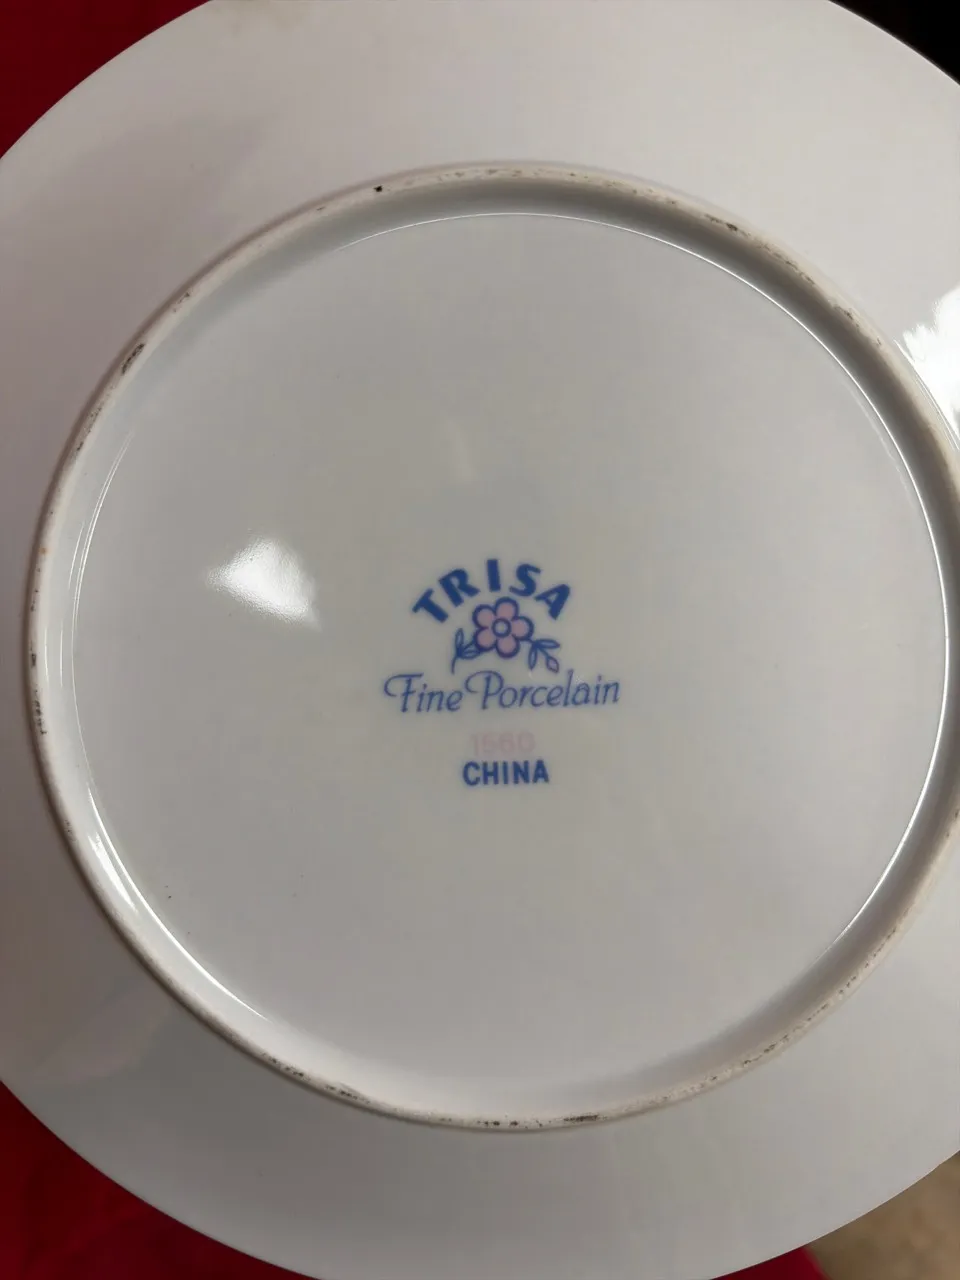 TRISA
Fine Porcelain
1560
CHINA